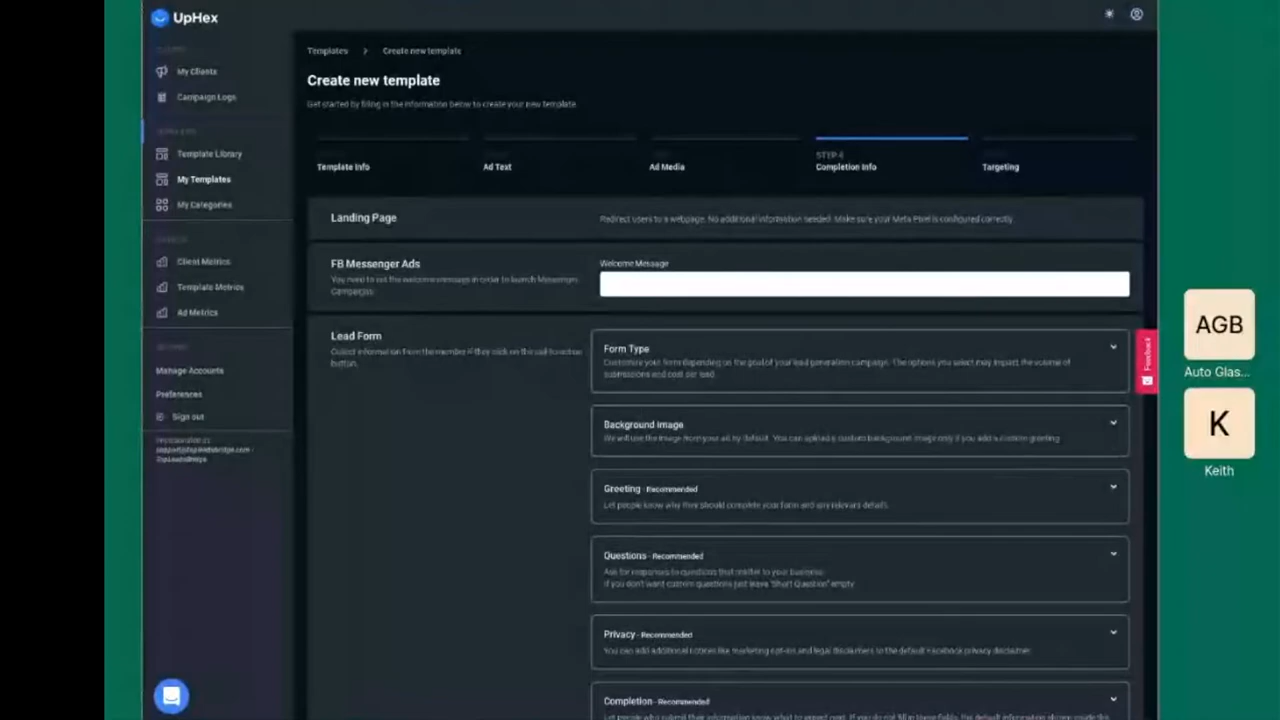 UpHex
Templates > Create new template
My Clients
Create new template
Campaign Logs
Get started by filling in the information below to create your new template.
Template Library
STEP 4
Template Info
Ad Text
Ad Media
Completion Info
Targeting
My Templates
My Categories
Landing Page
Redirect users to a webpage. No additional information needed. Make sure your Meta Pixel is configured correctly.
Client Metrics
FB Messenger Ads
Welcome Message
You need to set the welcome message in order to launch Messenger
Campaigns.
Template Metrics
Ad Metrics
Lead Form
Collect information from the member if they click on the call to action
button.
Form Type
Customize your form depending on the goal of your lead generation campaign. The options you select may impact the volume of
submissions and cost per lead.
Feedback
AGB
Auto Glas...
Manage Accounts
Preferences
Sign out
Background Image
We will use the image from your ad by default. You can upload a custom background image only if you add a custom greeting
K
Keith
Greeting - Recommended
Let people know why they should complete your form and any relevant details.
Questions - Recommended
Ask for responses to questions that matter to your business.
If you don't want custom questions just leave "Short Question" empty
Privacy - Recommended
You can add additional notices like marketing opt-ins and legal disclaimers to the default Facebook privacy disclaimer.
Completion - Recommended